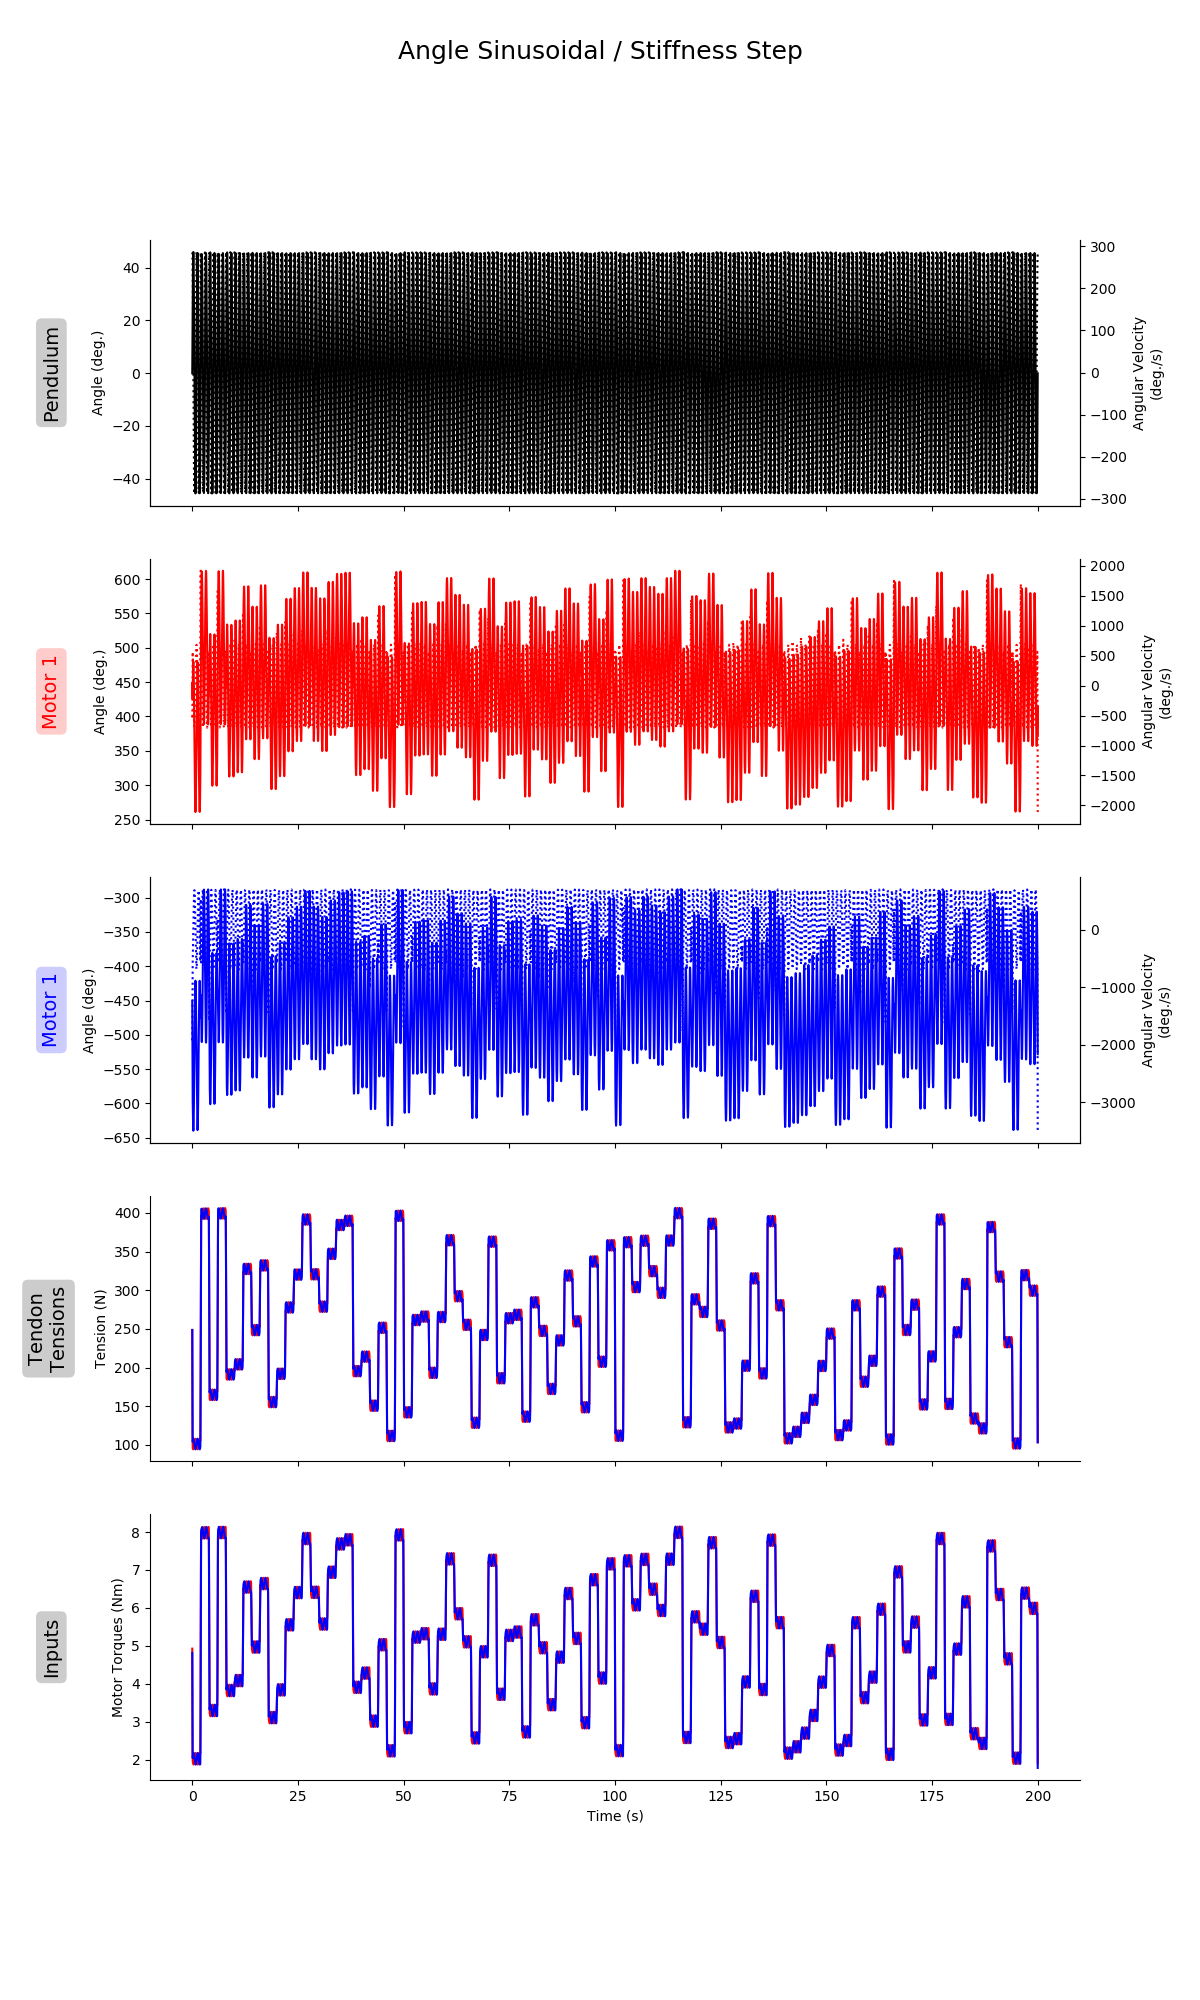 Angle Sinusoidal / Stiffness Step
Pendulum
Angle (deg.)
40
20
0
−20
−40
300
200
100
0
−100
−200
−300
Angular Velocity
(deg./s)
Motor 1
Angle (deg.)
600
550
500
450
400
350
300
250
2000
1500
1000
500
0
−500
−1000
−1500
−2000
Angular Velocity
(deg./s)
Motor 1
Angle (deg.)
−300
−350
−400
−450
−500
−550
−600
−650
0
−1000
−2000
−3000
Angular Velocity
(deg./s)
Tendon
Tensions
Tension (N)
400
350
300
250
200
150
100
Inputs
Motor Torques (Nm)
8
7
6
5
4
3
2
0 25 50 75 100 125 150 175 200
Time (s)